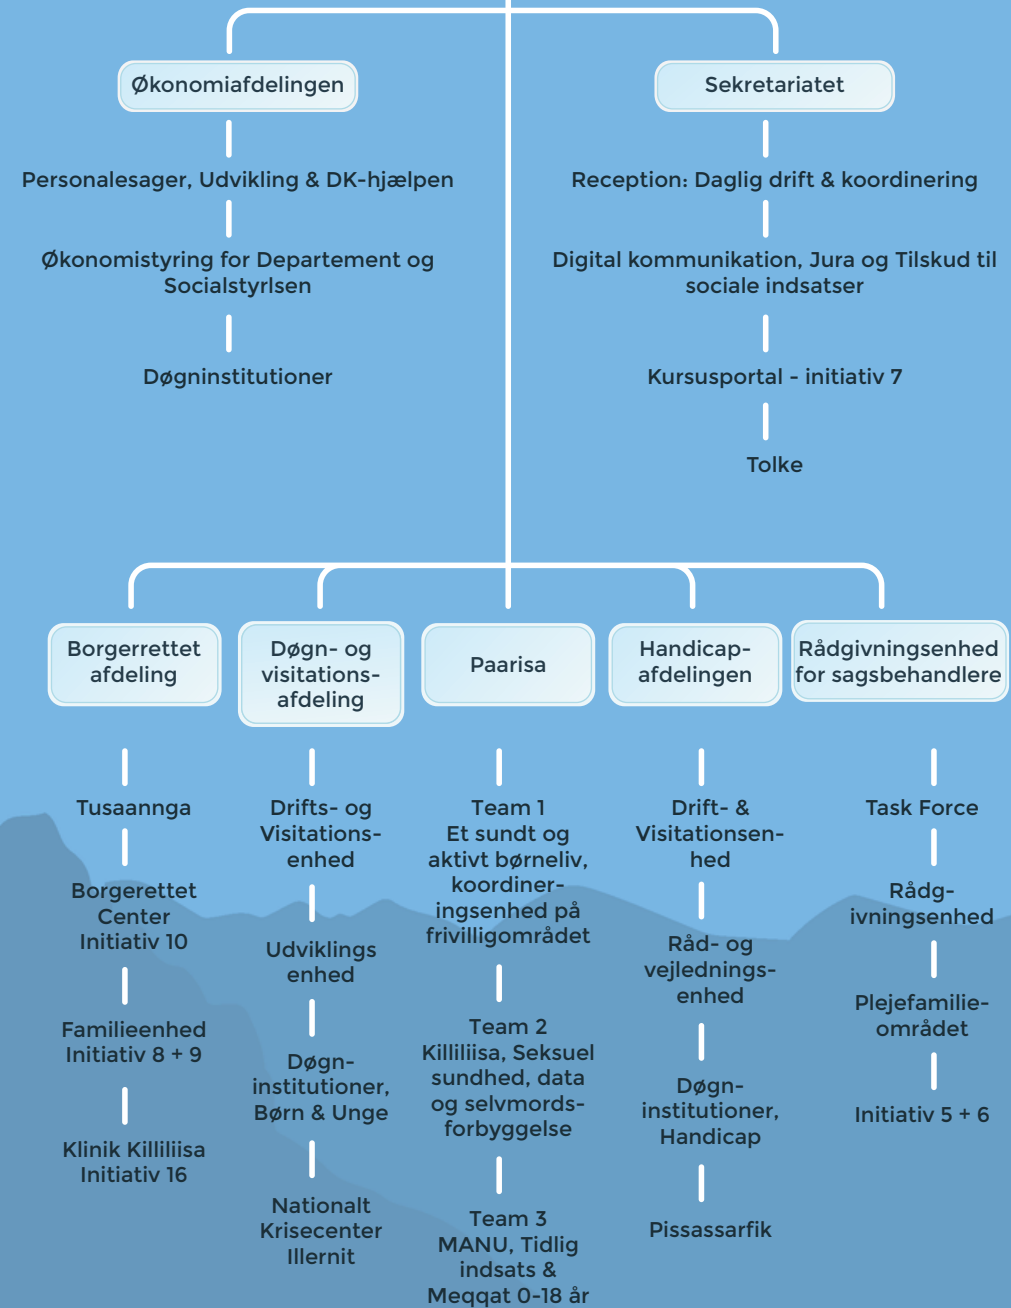 Økonomiafdelingen
Personalesager, Udvikling & DK-hjælpen
Økonomistyring for Departement og
Socialstyrlsen
Døgninstitutioner
Sekretariatet
Reception: Daglig drift & koordinering
Digital kommunikation, Jura og Tilskud til
sociale indsatser
Kursusportal - initiativ 7
Tolke
Borgerrettet
afdeling
Tusaannga
Borgerettet
Center
Initiativ 10
Familieenhed
Initiativ 8 + 9
Klinik Killiliisa
Initiativ 16
Døgn- og
visitations-
afdeling
Drifts- og
Visitations-
enhed
Udviklings
enhed
Døgn-
institutioner,
Børn & Unge
Nationalt
Krisecenter
Illernit
Paarisa
Team 1
Et sundt og
aktivt børneliv,
koordiner-
ingsenhed på
frivilligområdet
Team 2
Killiliisa, Seksuel
sundhed, data
og selvmords-
forbyggelse
Team 3
MANU, Tidlig
indsats &
Meqqat 0-18 år
Handicap-
afdelingen
Drift- &
Visitationsen-
hed
Råd- og
vejlednings-
enhed
Døgn-
institutioner,
Handicap
Pissassarfik
Rådgivningsenhed
for sagsbehandlere
Task Force
Rådg-
ivningsenhed
Plejefamilie-
området
Initiativ 5 + 6